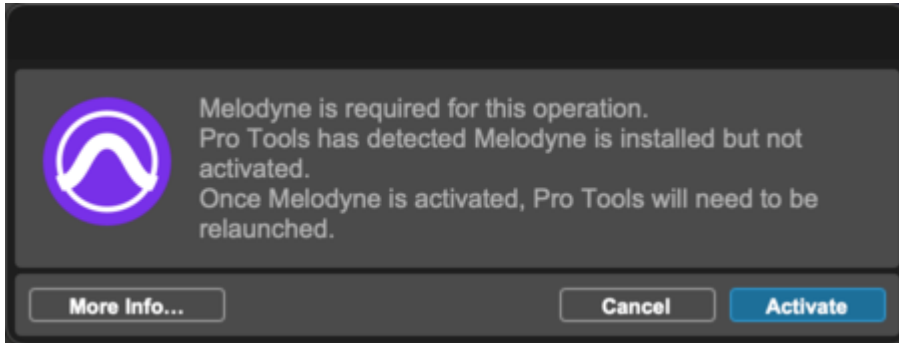 Melodyne is required for this operation.
Pro Tools has detected Melodyne is installed but not
activated.
Once Melodyne is activated, Pro Tools will need to be
relaunched.
More Info...
Cancel
Activate